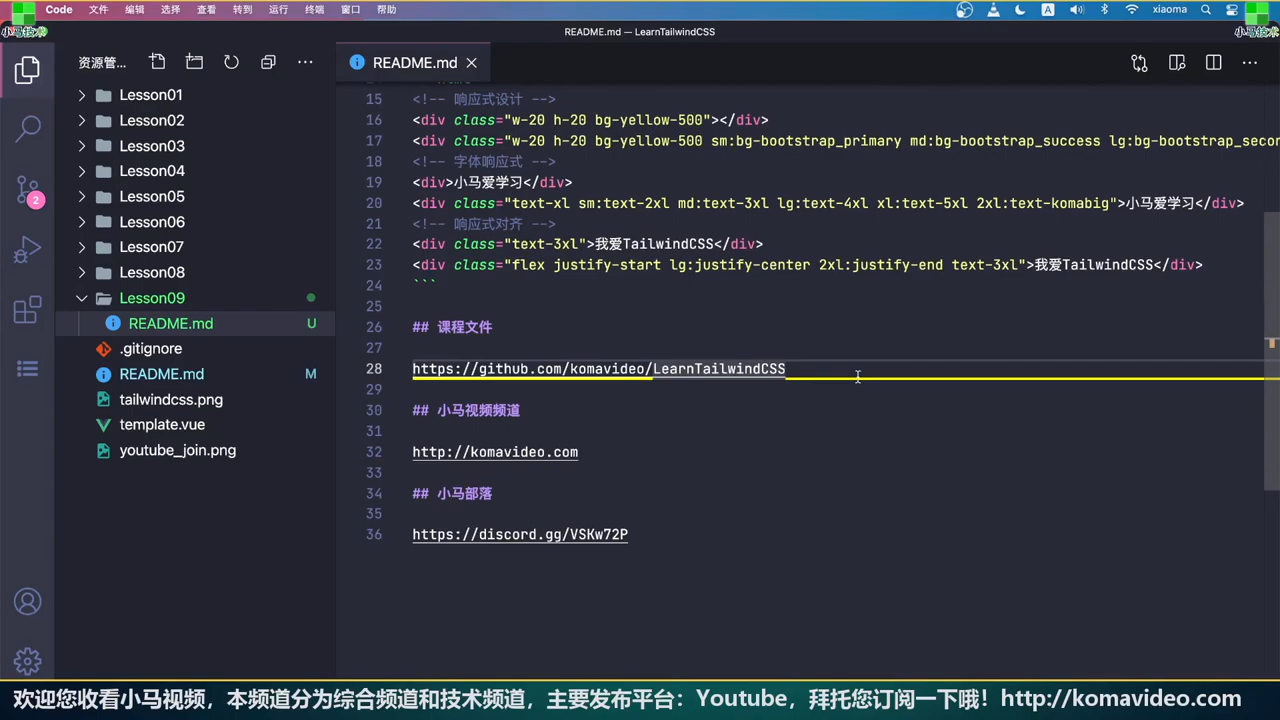 Code 文件 编辑 选择 查看 转到 运行 终端 窗口 帮助 A xiaoma
小马技术 小马技术
README.md — LearnTailwindCSS
资源管... README.md
Lesson01
Lesson02
Lesson03
Lesson04
Lesson05
Lesson06
Lesson07
Lesson08
Lesson09
README.md U
.gitignore
README.md M
tailwindcss.png
template.vue
youtube_join.png
2
15 <!-- 响应式设计 -->
16 <div class="w-20 h-20 bg-yellow-500"></div>
17 <div class="w-20 h-20 bg-yellow-500 sm:bg-bootstrap_primary md:bg-bootstrap_success lg:bg-bootstrap_secon
18 <!-- 字体响应式 -->
19 <div>小马爱学习</div>
20 <div class="text-xl sm:text-2xl md:text-3xl lg:text-4xl xl:text-5xl 2xl:text-komabig">小马爱学习</div>
21 <!-- 响应式对齐 -->
22 <div class="text-3xl">我爱TailwindCSS</div>
23 <div class="flex justify-start lg:justify-center 2xl:justify-end text-3xl">我爱TailwindCSS</div>
24 ```
25
26 ## 课程文件
27
28 https://github.com/komavideo/LearnTailwindCSS
29
30 ## 小马视频频道
31
32 http://komavideo.com
33
34 ## 小马部落
35
36 https://discord.gg/VSKw72P
欢迎您收看小马视频，本频道分为综合频道和技术频道，主要发布平台：Youtube，拜托您订阅一下哦！http://komavideo.com